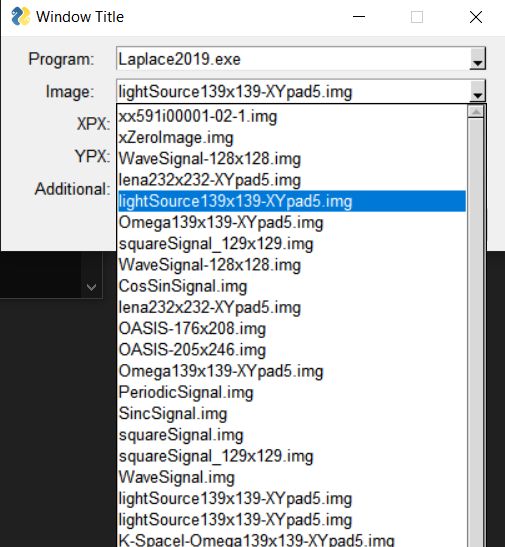 Window Title
Program: Laplace2019.exe
Image: lightSource139x139-XYpad5.img
XPX:
YPX:
Additional:
xx591i00001-02-1.img
xZeroImage.img
WaveSignal-128x128.img
lena232x232-XYpad5.img
lightSource139x139-XYpad5.img
Omega139x139-XYpad5.img
squareSignal_129x129.img
WaveSignal-128x128.img
CosSinSignal.img
lena232x232-XYpad5.img
OASIS-176x208.img
OASIS-205x246.img
Omega139x139-XYpad5.img
PeriodicSignal.img
SincSignal.img
squareSignal.img
squareSignal_129x129.img
WaveSignal.img
lightSource139x139-XYpad5.img
lightSource139x139-XYpad5.img
K-SpaceI-Omega139x139-XYpad5.img